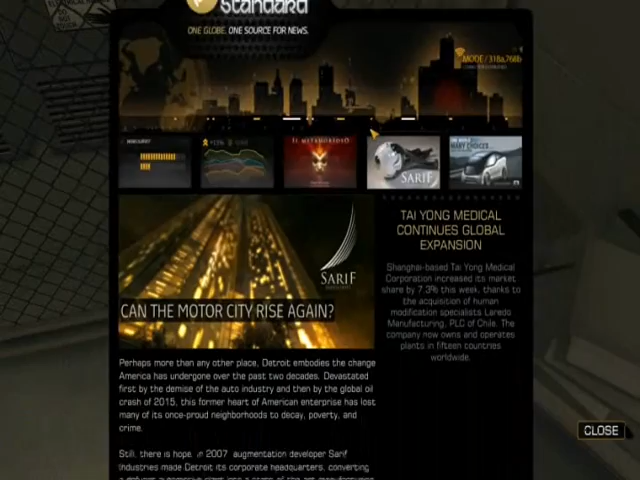 Standard
ONE GLOBE. ONE SOURCE FOR NEWS.
MODE / 318a.768b
EL METAMORFOSO
MANY CHOICES...
SARIF
TAI YONG MEDICAL
CONTINUES GLOBAL
EXPANSION
Shanghai-based Tai Yong Medical
Corporation increased its market
share by 7.3% this week, thanks to
the acquisition of human
modification specialists Laredo
Manufacturing, PLC of Chile. The
company now owns and operates
plants in fifteen countries
worldwide.
SARIF
CAN THE MOTOR CITY RISE AGAIN?
Perhaps more than any other place, Detroit embodies the change
America has undergone over the past two decades. Devastated
first by the demise of the auto industry and then by the global oil
crash of 2015, this former heart of American enterprise has lost
many of its once-proud neighborhoods to decay, poverty, and
crime.
Still, there is hope. In 2007 augmentation developer Sarif
Industries made Detroit its corporate headquarters, converting
CLOSE